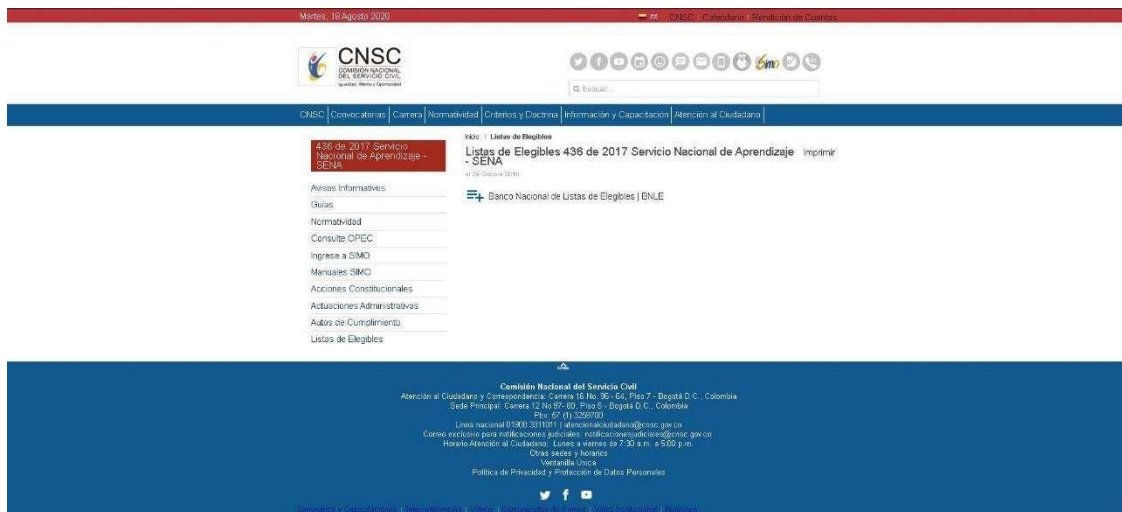 Martes, 18 Agosto 2020
CNSC | Calendario | Rendición de Cuentas
CNSC
COMISIÓN NACIONAL
DEL SERVICIO CIVIL
Igualdad, Mérito y Oportunidad
Simo
buscar...
CNSC | Convocatorias | Carrera | Normatividad | Criterios y Doctrina | Información y Capacitación | Atención al Ciudadano |
436 de 2017 Servicio
Nacional de Aprendizaje -
SENA
Avisos Informativos
Guías
Normatividad
Consulte OPEC
Ingrese a SIMO
Manuales SIMO
Acciones Constitucionales
Actuaciones Administrativas
Autos de Cumplimiento
Listas de Elegibles
Inicio | Listas de Elegibles
Listas de Elegibles 436 de 2017 Servicio Nacional de Aprendizaje
- SENA
Imprimir
Banco Nacional de Listas de Elegibles | BNLE
Comisión Nacional del Servicio Civil
Atención al Ciudadano y Correspondencia: Carrera 16 No. 96 - 64, Piso 7 - Bogotá D.C., Colombia
Sede Principal: Carrera 12 No 97- 80, Piso 5 - Bogotá D.C., Colombia
Pbx: 57 (1) 3259700
Línea nacional 01900 3311011 | atencionalciudadano@cnsc.gov.co
Correo exclusivo para notificaciones judiciales: notificacionesjudiciales@cnsc.gov.co
Horario Atención al Ciudadano: Lunes a viernes de 7:30 a.m. a 5:00 p.m.
Otras sedes y horarios
Ventanilla Única
Política de Privacidad y Protección de Datos Personales